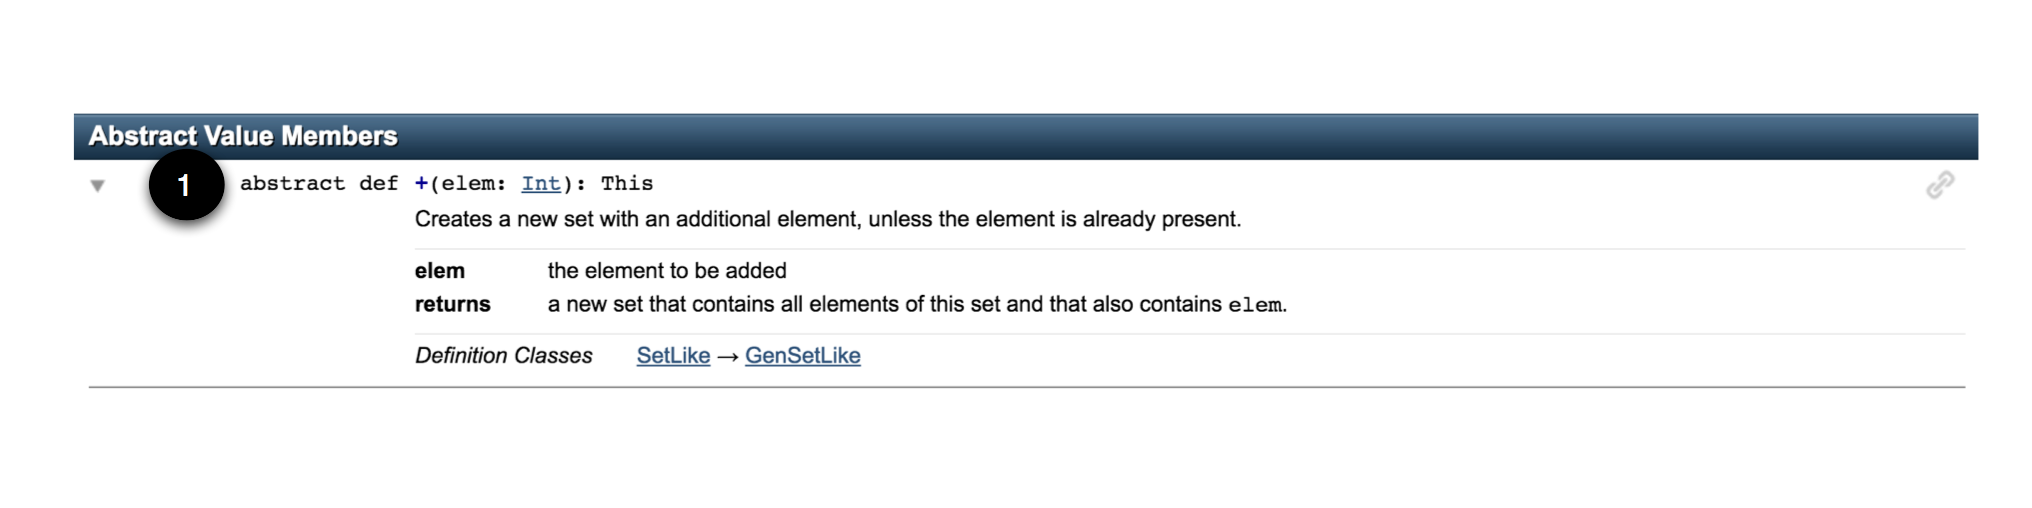 Abstract Value Members
1 abstract def +(elem: Int): This
Creates a new set with an additional element, unless the element is already present.
elem the element to be added
returns a new set that contains all elements of this set and that also contains elem.
Definition Classes SetLike → GenSetLike